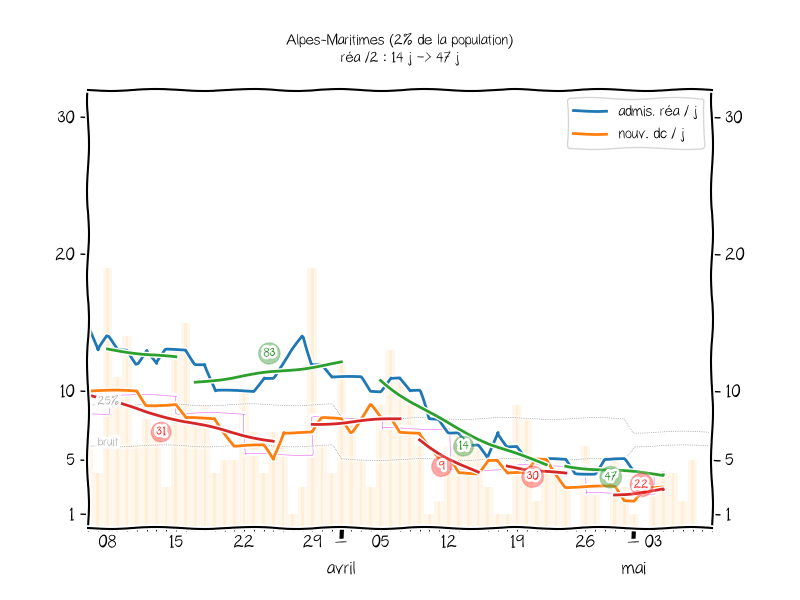 Alpes-Maritimes (2% de la population)
réa /2 : 14 j -> 47 j
admis. réa / j
nouv. dc / j
30
30
20
20
83
10
10
25%
31
bruit
14
9
30
47
22
5
5
1
1
08 15 22 29 05 12 19 26 03
avril mai